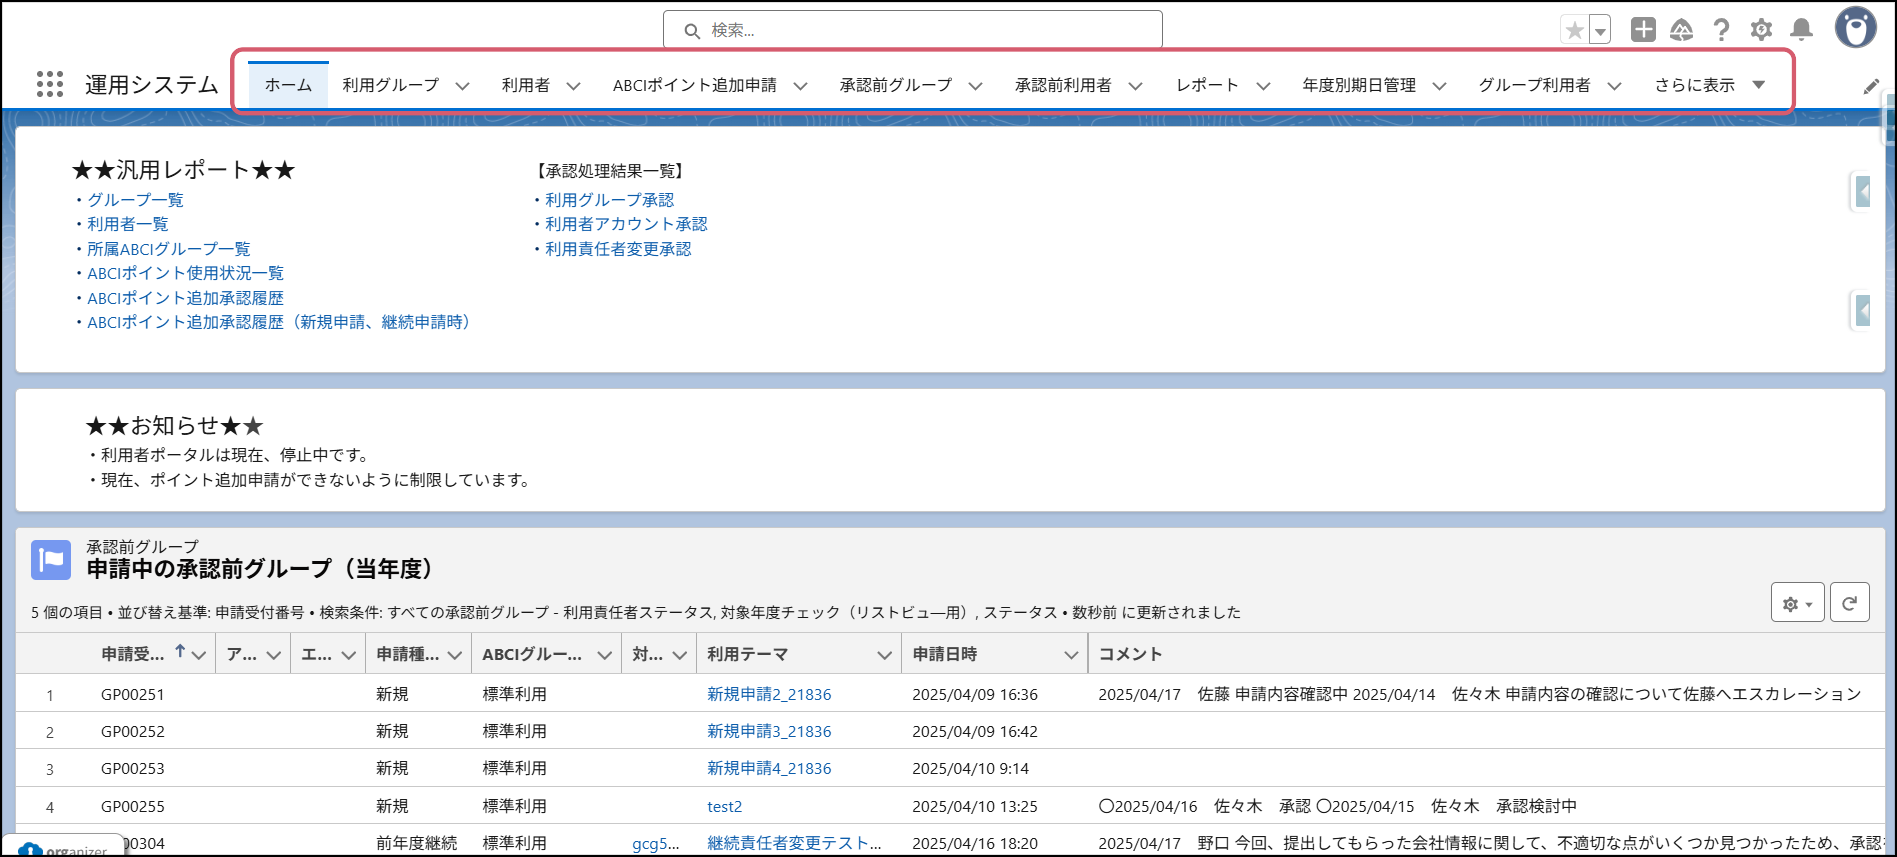 検索...
運用システム ホーム 利用グループ 利用者 ABCIポイント追加申請 承認前グループ 承認前利用者 レポート 年度別期日管理 グループ利用者 さらに表示
★★汎用レポート★★
・グループ一覧
・利用者一覧
・所属ABCIグループ一覧
・ABCIポイント使用状況一覧
・ABCIポイント追加承認履歴
・ABCIポイント追加承認履歴（新規申請、継続申請時）
【承認処理結果一覧】
・利用グループ承認
・利用者アカウント承認
・利用責任者変更承認
★★お知らせ★★
・利用者ポータルは現在、停止中です。
・現在、ポイント追加申請ができないように制限しています。
承認前グループ
申請中の承認前グループ（当年度）
5 個の項目 • 並び替え基準: 申請受付番号 • 検索条件: すべての承認前グループ - 利用責任者ステータス, 対象年度チェック（リストビュ―用）, ステータス • 数秒前 に更新されました
申請受... ア... エ... 申請種... ABCIグルー... 対... 利用テーマ 申請日時 コメント
1 GP00251 新規 標準利用 新規申請2_21836 2025/04/09 16:36 2025/04/17　佐藤 申請内容確認中 2025/04/14　佐々木 申請内容の確認について佐藤へエスカレーション
2 GP00252 新規 標準利用 新規申請3_21836 2025/04/09 16:42
3 GP00253 新規 標準利用 新規申請4_21836 2025/04/10 9:14
4 GP00255 新規 標準利用 test2 2025/04/10 13:25 〇2025/04/16　佐々木　承認 〇2025/04/15　佐々木　承認検討中
00304 前年度継続 標準利用 gcg5... 継続責任者変更テスト... 2025/04/16 18:20 2025/04/17　野口 今回、提出してもらった会社情報に関して、不適切な点がいくつか見つかったため、承認
organizer